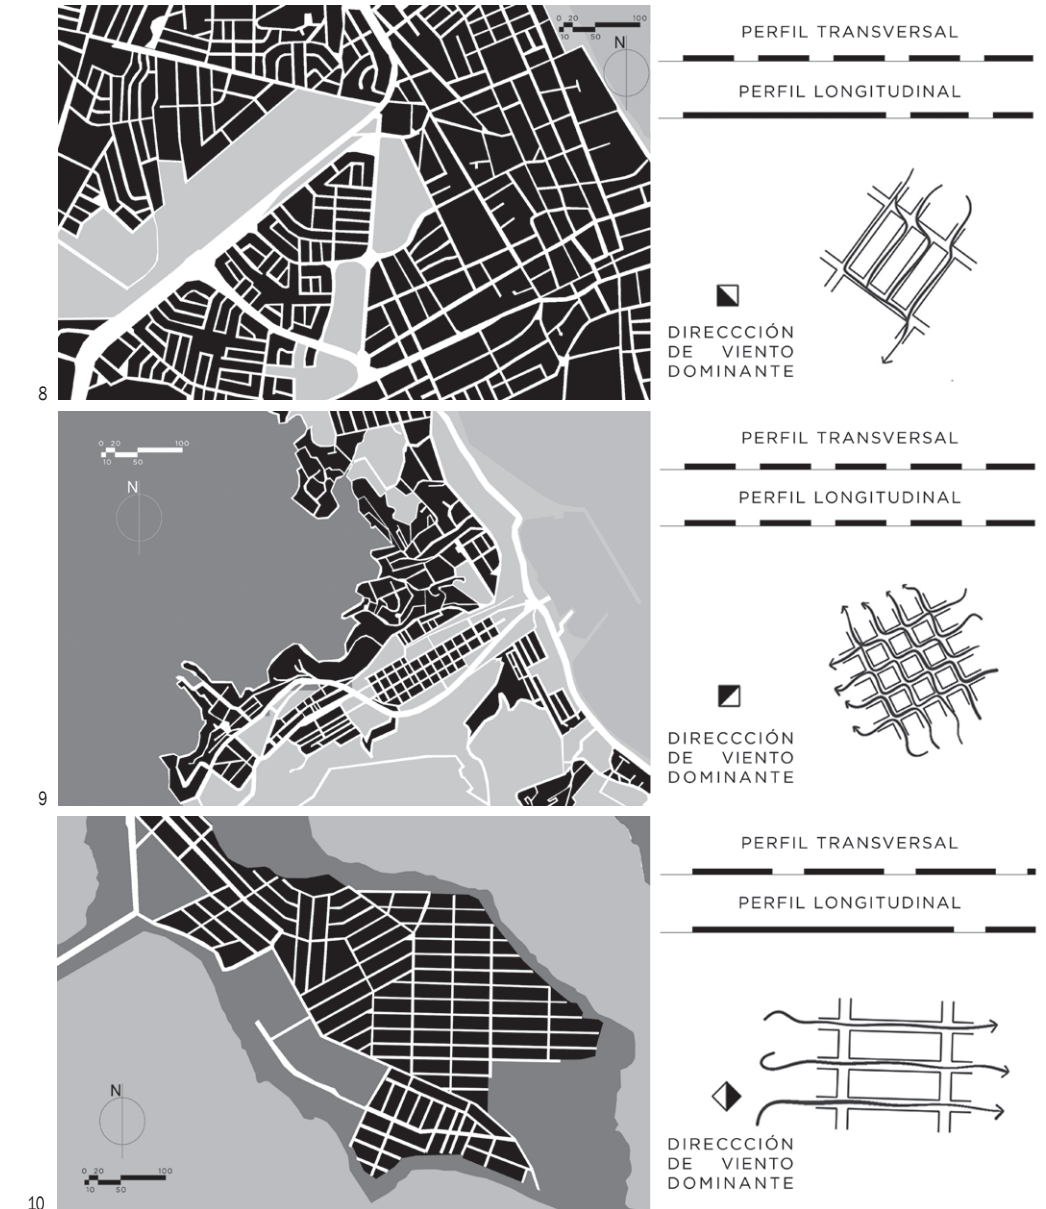 0 20 100
10 50
N
PERFIL TRANSVERSAL
PERFIL LONGITUDINAL
DIRECCCIÓN
DE VIENTO
DOMINANTE
8
0 20 100
10 50
N
PERFIL TRANSVERSAL
PERFIL LONGITUDINAL
DIRECCCIÓN
DE VIENTO
DOMINANTE
9
PERFIL TRANSVERSAL
PERFIL LONGITUDINAL
N
0 20 100
10 50
DIRECCCIÓN
DE VIENTO
DOMINANTE
10